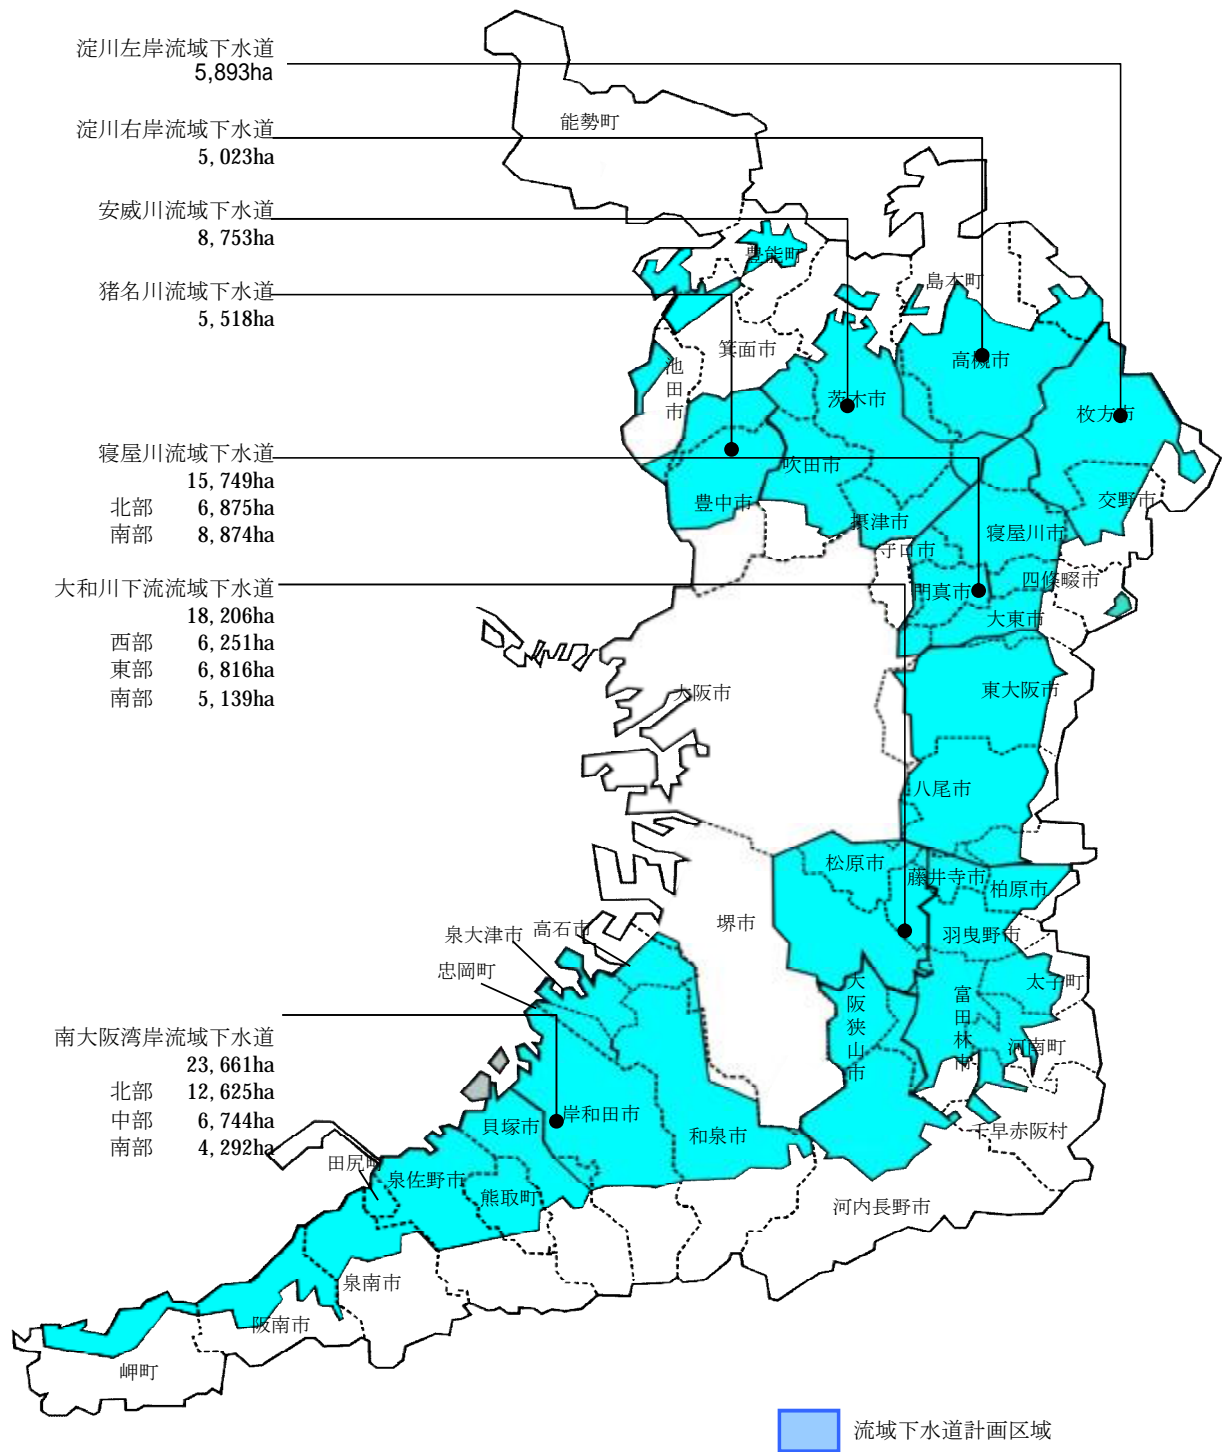 淀川左岸流域下水道
5,893ha
淀川右岸流域下水道
5,023ha
安威川流域下水道
8,753ha
猪名川流域下水道
5,518ha
寝屋川流域下水道
15,749ha
北部 6,875ha
南部 8,874ha
大和川下流流域下水道
18,206ha
西部 6,251ha
東部 6,816ha
南部 5,139ha
南大阪湾岸流域下水道
23,661ha
北部 12,625ha
中部 6,744ha
南部 4,292ha
能勢町
豊能町
島本町
箕面市
池田市
高槻市
茨木市
枚方市
吹田市
豊中市
交野市
摂津市
寝屋川市
守口市
四條畷市
門真市
大東市
大阪市
東大阪市
八尾市
松原市
藤井寺市
柏原市
堺市
羽曳野市
高石市
泉大津市
忠岡町
大阪狭山市
富田林市
太子町
河南町
千早赤阪村
岸和田市
和泉市
貝塚市
田尻町
泉佐野市
熊取町
河内長野市
泉南市
阪南市
岬町
流域下水道計画区域